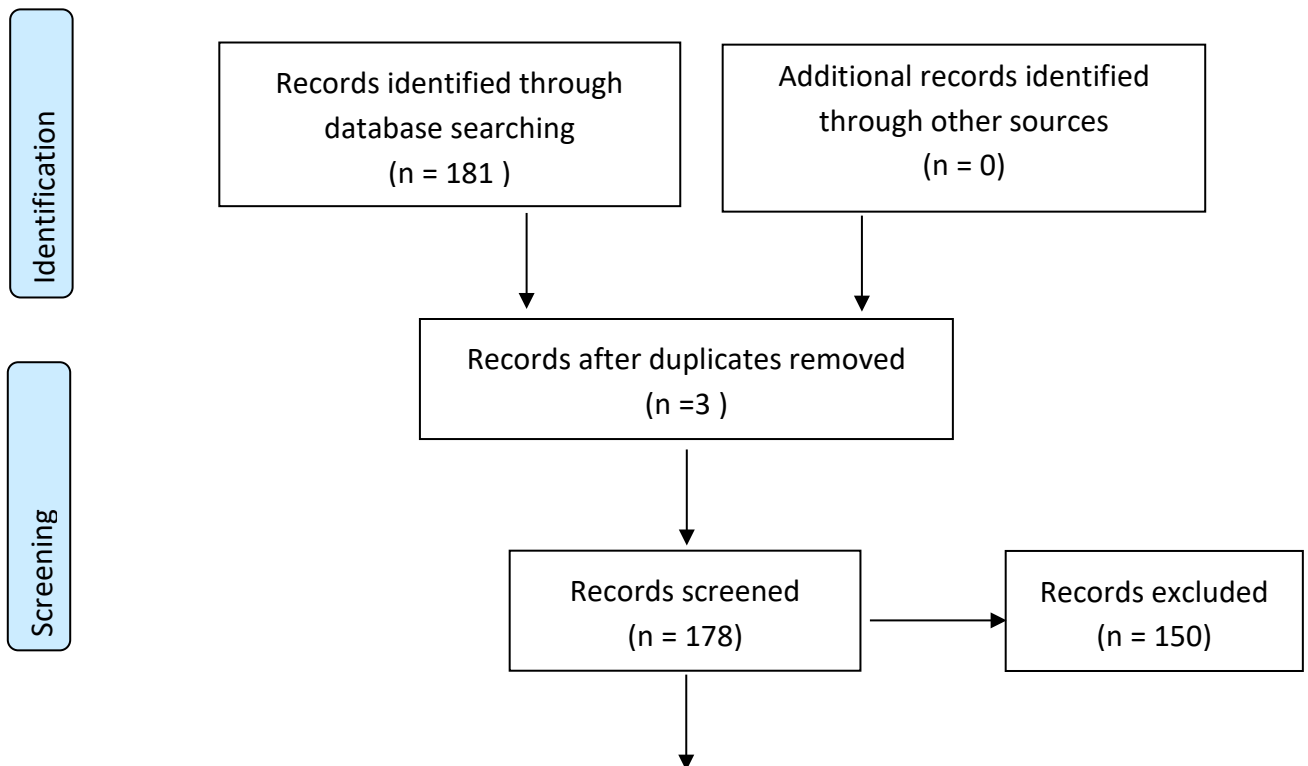 Identification
Records identified through
database searching
(n = 181 )
Additional records identified
through other sources
(n = 0)
Records after duplicates removed
(n =3 )
Screening
Records screened
(n = 178)
Records excluded
(n = 150)